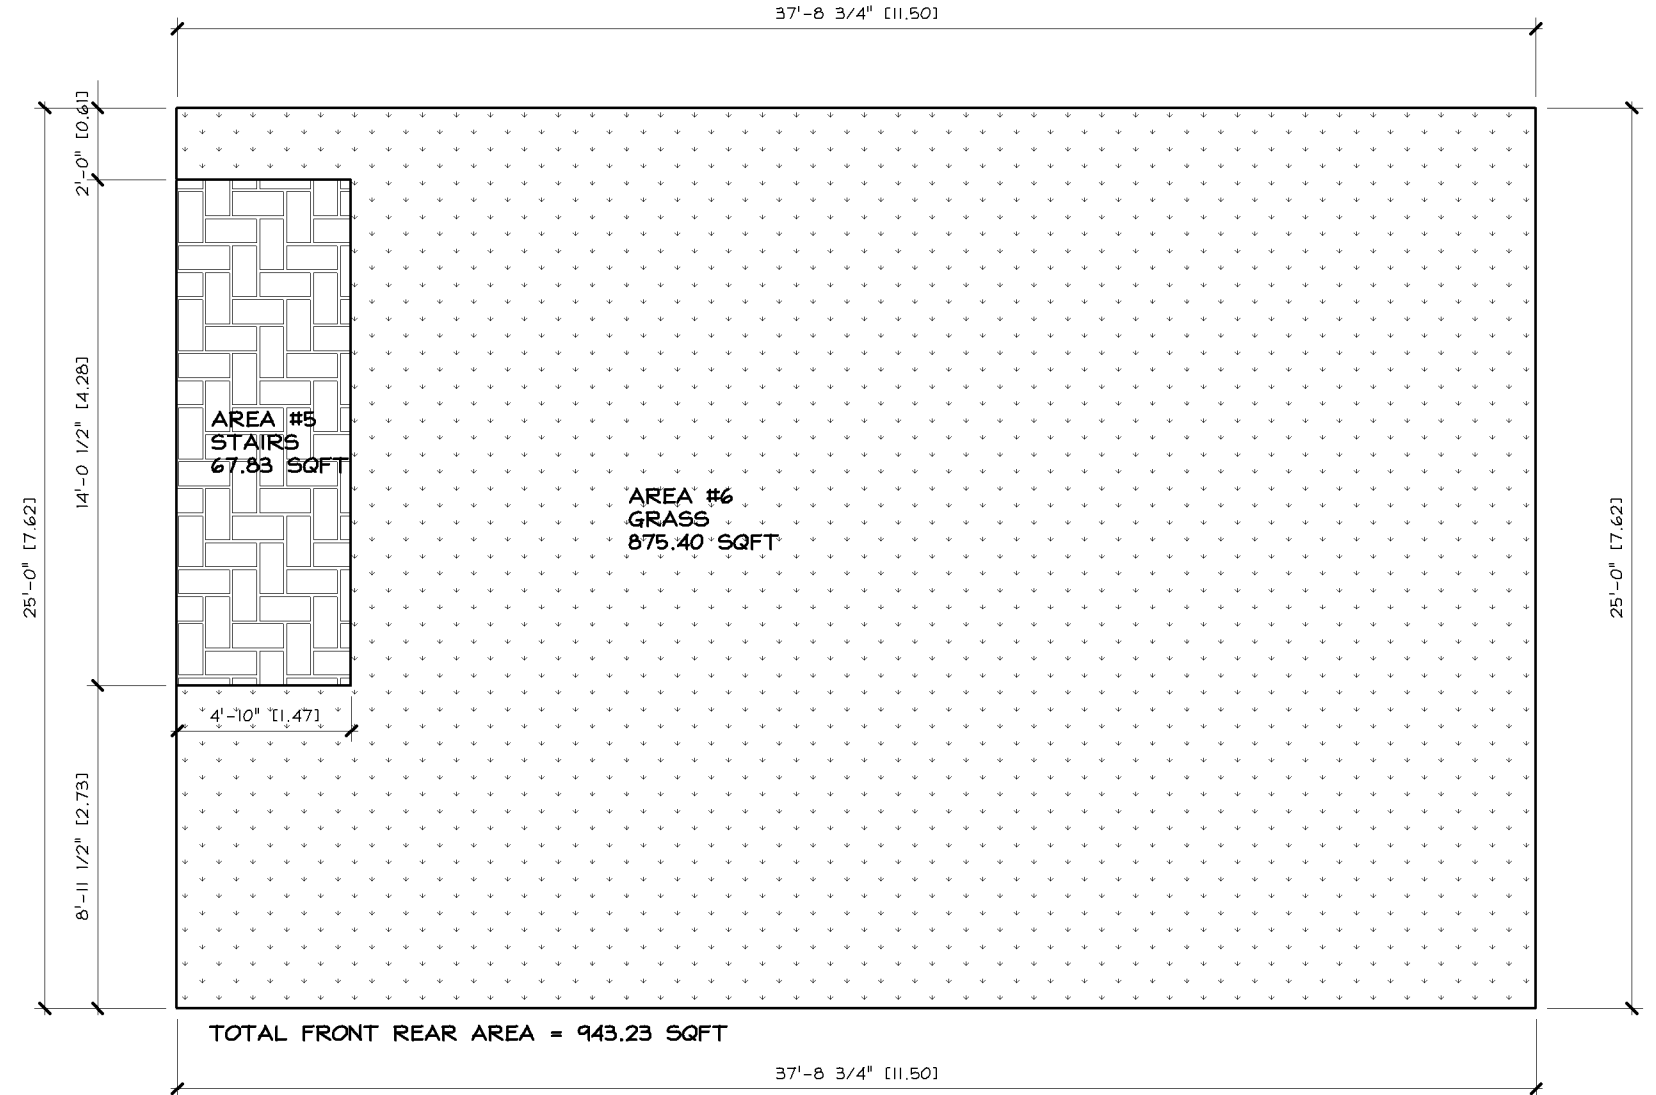 37'-8 3/4" [11.50]
2'-0" [0.61]
14'-0 1/2" [4.28]
25'-0" [7.62]
AREA #5
STAIRS
67.83 SQFT
AREA #6
GRASS
875.40 SQFT
25'-0" [7.62]
4'-10" [1.47]
8'-11 1/2" [2.73]
TOTAL FRONT REAR AREA = 943.23 SQFT
37'-8 3/4" [11.50]